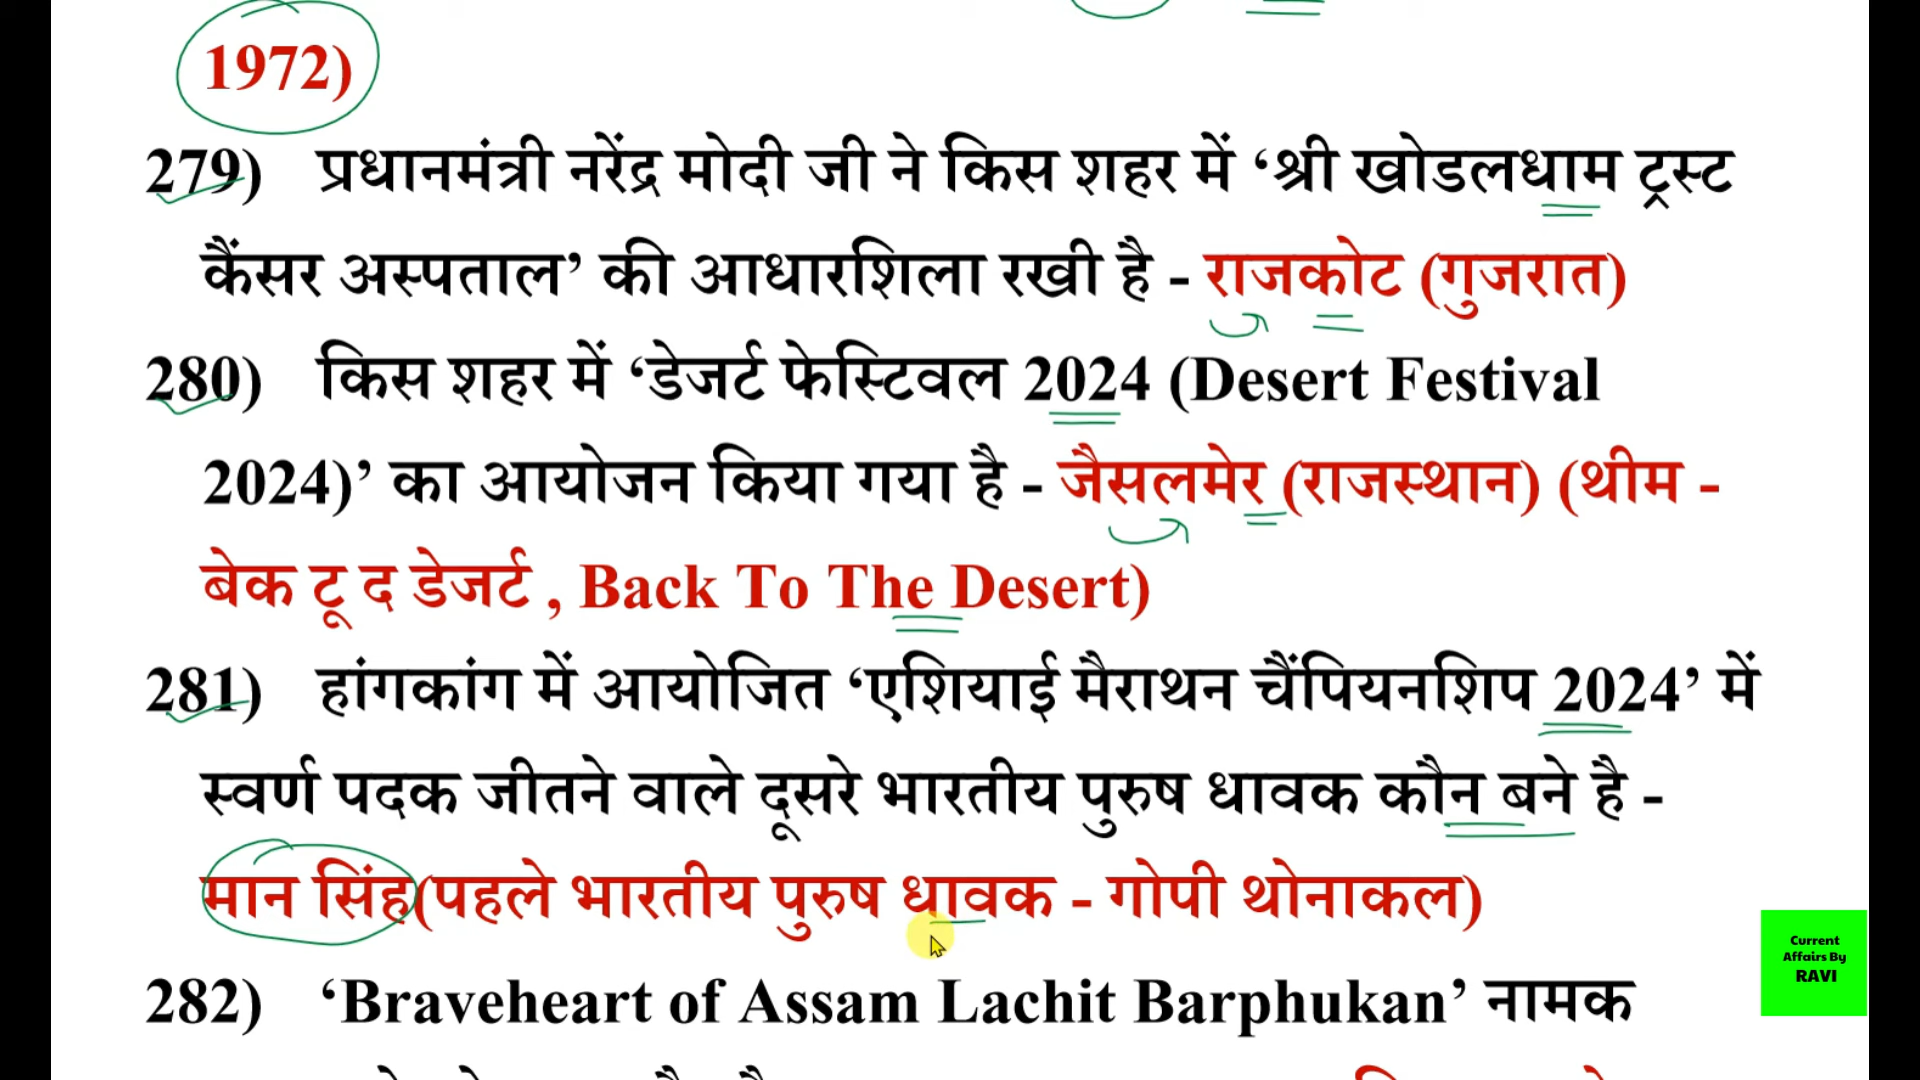 1972)
279) प्रधानमंत्री नरेंद्र मोदी जी ने किस शहर में ‘श्री खोडलधाम ट्रस्ट
कैंसर अस्पताल’ की आधारशिला रखी है - राजकोट (गुजरात)
280) किस शहर में ‘डेजर्ट फेस्टिवल 2024 (Desert Festival
2024)’ का आयोजन किया गया है - जैसलमेर (राजस्थान) (थीम -
बेक टू द डेजर्ट , Back To The Desert)
281) हांगकांग में आयोजित ‘एशियाई मैराथन चैंपियनशिप 2024’ में
स्वर्ण पदक जीतने वाले दूसरे भारतीय पुरुष धावक कौन बने है -
मान सिंह(पहले भारतीय पुरुष धावक - गोपी थोनाकल)
Current
Affairs By
RAVI
282) ‘Braveheart of Assam Lachit Barphukan’ नामक